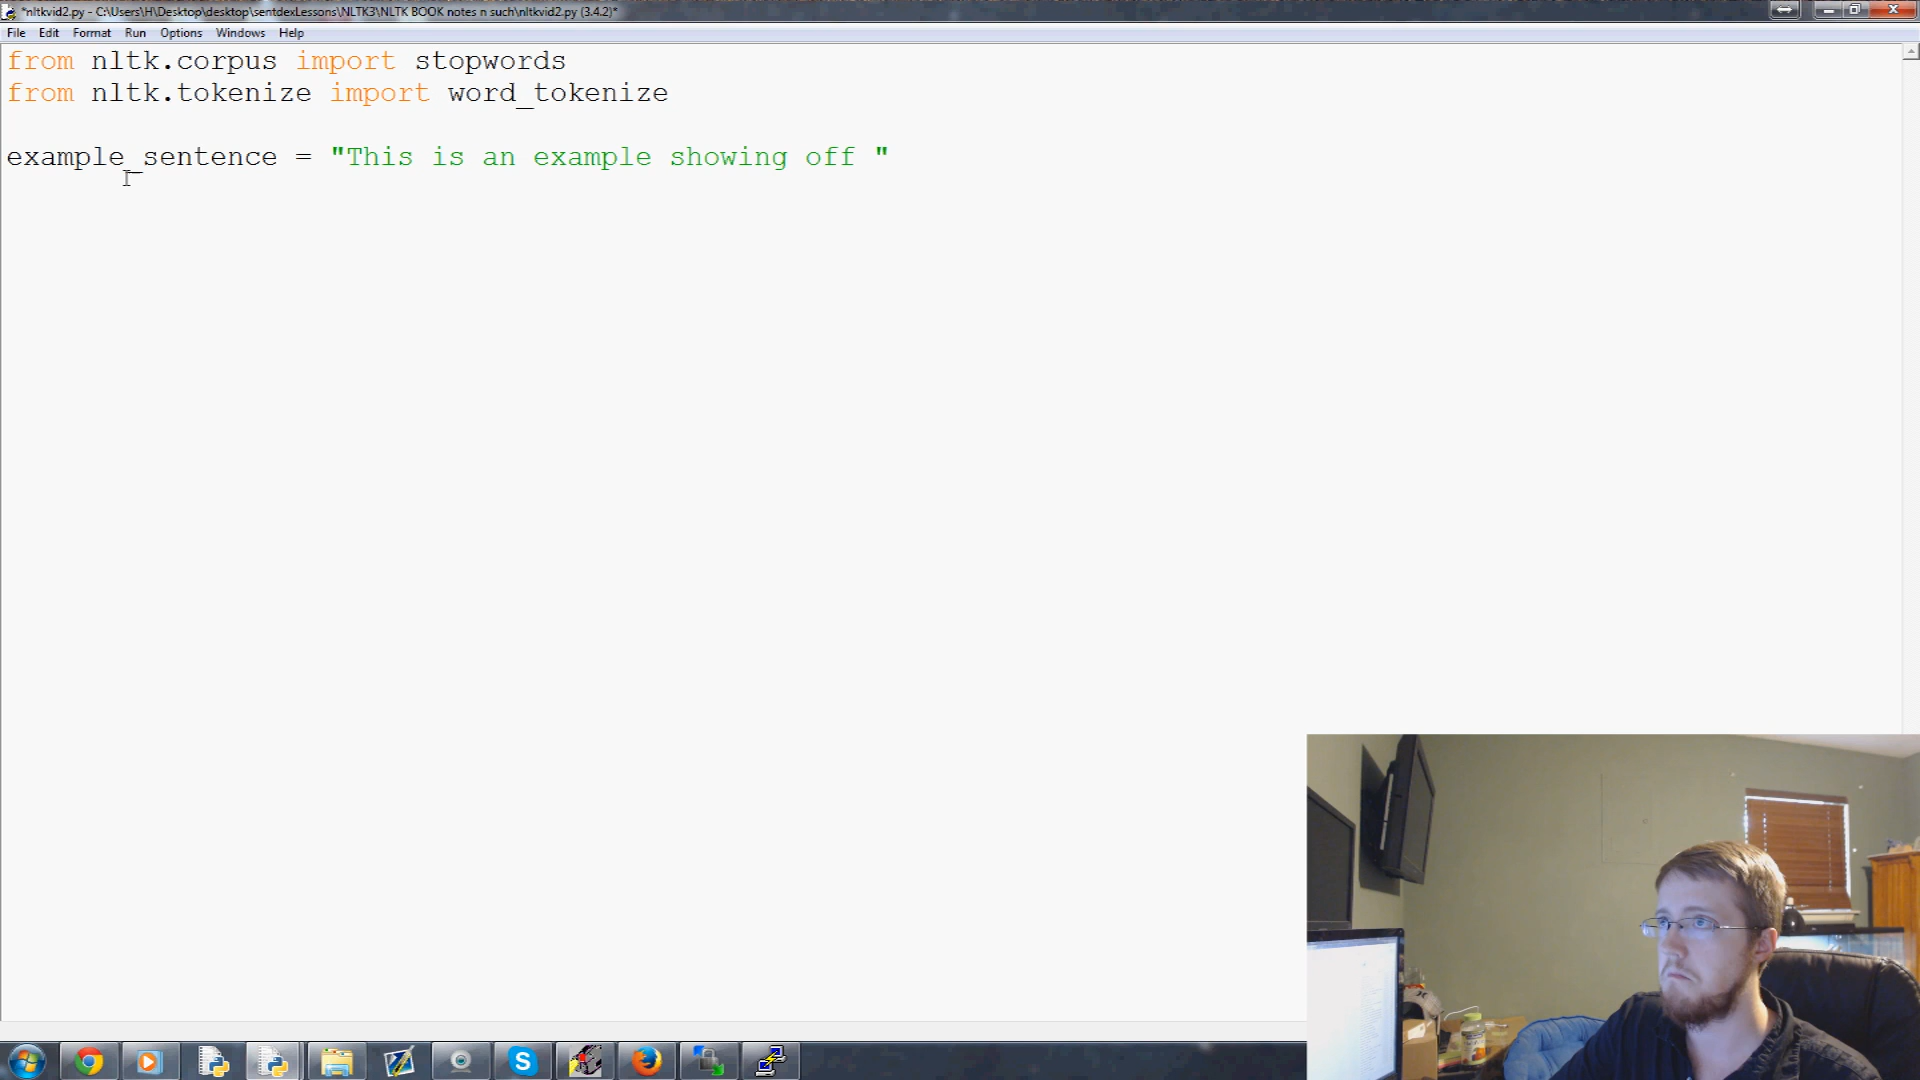 *nltkvid2.py - C:\Users\H\Desktop\desktop\sentdexLessons\NLTK3\NLTK BOOK notes n such\nltkvid2.py (3.4.2)*
File Edit Format Run Options Windows Help
from nltk.corpus import stopwords
from nltk.tokenize import word_tokenize
example_sentence = "This is an example showing off "